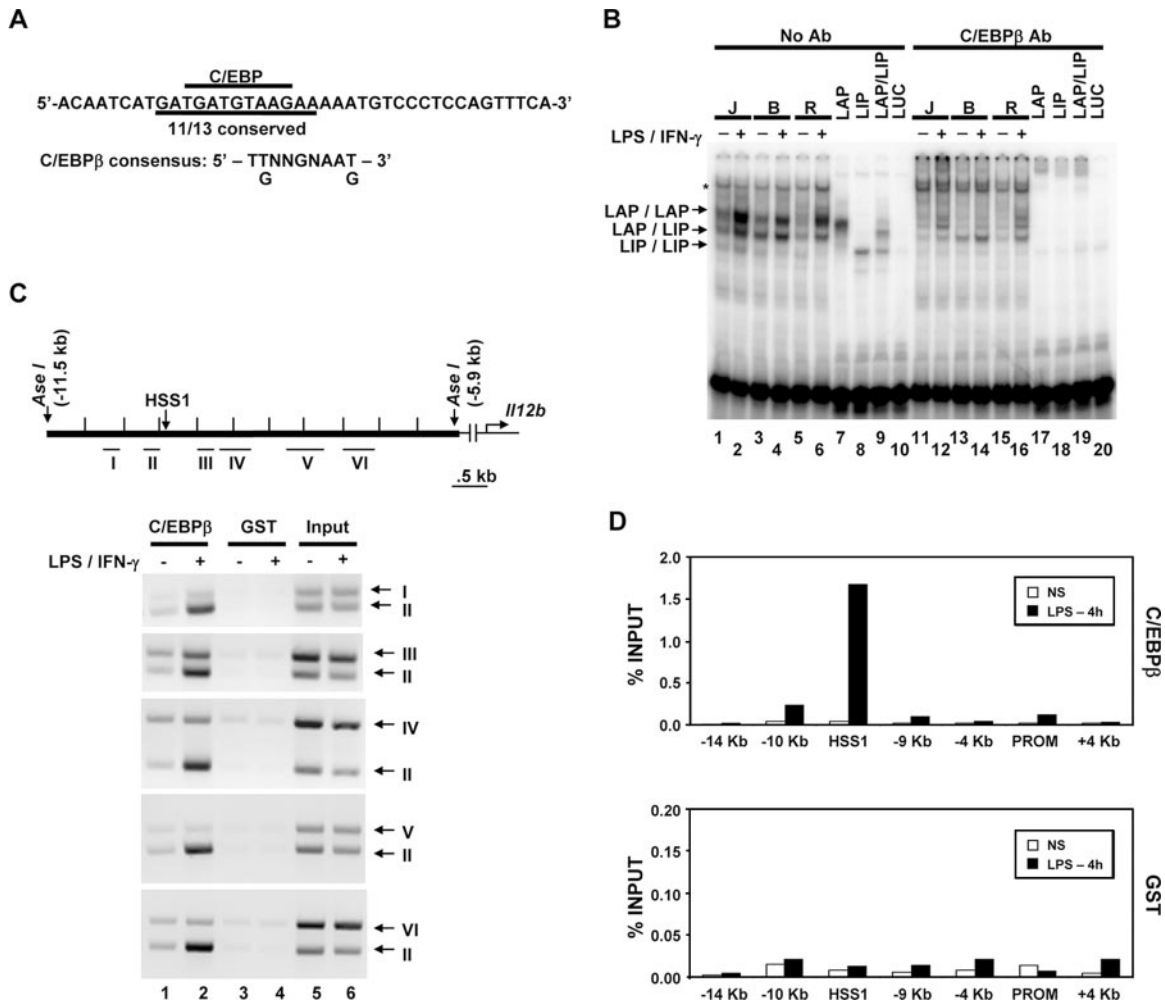 A
C/EBP
5’-ACAATCATGATGATGTAAGAAAAATGTCCCTCCAGTTTCA-3’
11/13 conserved
C/EBPβ consensus: 5’ – TTNNGNAAT – 3’
G G
B
No Ab C/EBPβ Ab
J B R LAP LIP LAP/LIP LUC J B R LAP LIP LAP/LIP LUC
LPS / IFN-γ – + – + – + – + – + – +
*
LAP / LAP
LAP / LIP
LIP / LIP
1 2 3 4 5 6 7 8 9 10 11 12 13 14 15 16 17 18 19 20
C
Ase I (-11.5 kb) HSS1 Ase I (-5.9 kb) Il12b
I II III IV V VI
.5 kb
C/EBPβ GST Input
LPS / IFN-γ - + - + - +
I
II
III
II
IV
II
V
II
VI
II
1 2 3 4 5 6
D
2.0
1.5
1.0
0.5
0.0
% INPUT
NS
LPS – 4h
C/EBPβ
-14 Kb -10 Kb HSS1 -9 Kb -4 Kb PROM +4 Kb
0.20
0.15
0.10
0.05
0.00
% INPUT
NS
LPS – 4h
GST
-14 Kb -10 Kb HSS1 -9 Kb -4 Kb PROM +4 Kb